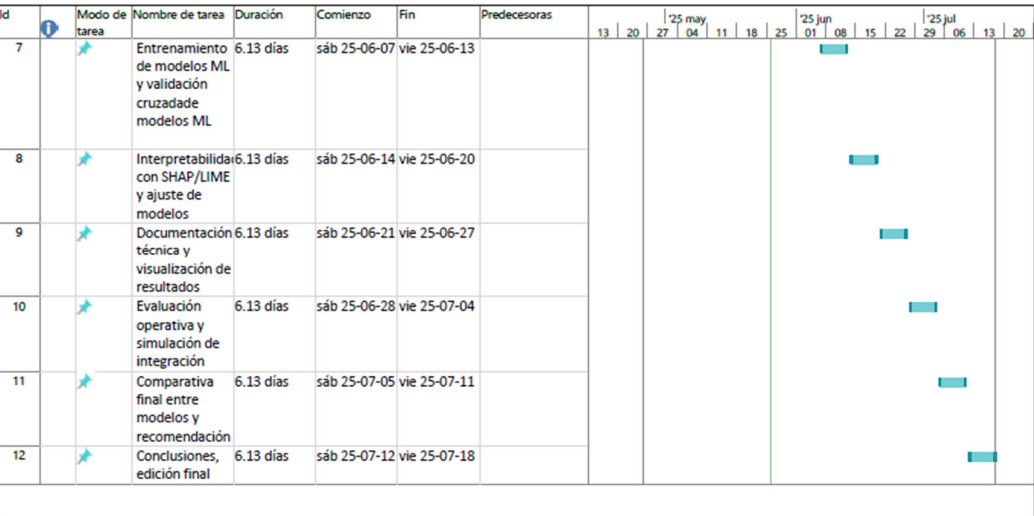 Id Modo de tarea Nombre de tarea Duración Comienzo Fin Predecesoras
'25 may '25 jun '25 jul
13 20 27 04 11 18 25 01 08 15 22 29 06 13 20
7 Entrenamiento 6.13 días sáb 25-06-07 vie 25-06-13
de modelos ML
y validación
cruzadade
modelos ML
8 Interpretabilidad 6.13 días sáb 25-06-14 vie 25-06-20
con SHAP/LIME
y ajuste de
modelos
9 Documentación 6.13 días sáb 25-06-21 vie 25-06-27
técnica y
visualización de
resultados
10 Evaluación 6.13 días sáb 25-06-28 vie 25-07-04
operativa y
simulación de
integración
11 Comparativa 6.13 días sáb 25-07-05 vie 25-07-11
final entre
modelos y
recomendación
12 Conclusiones, 6.13 días sáb 25-07-12 vie 25-07-18
edición final